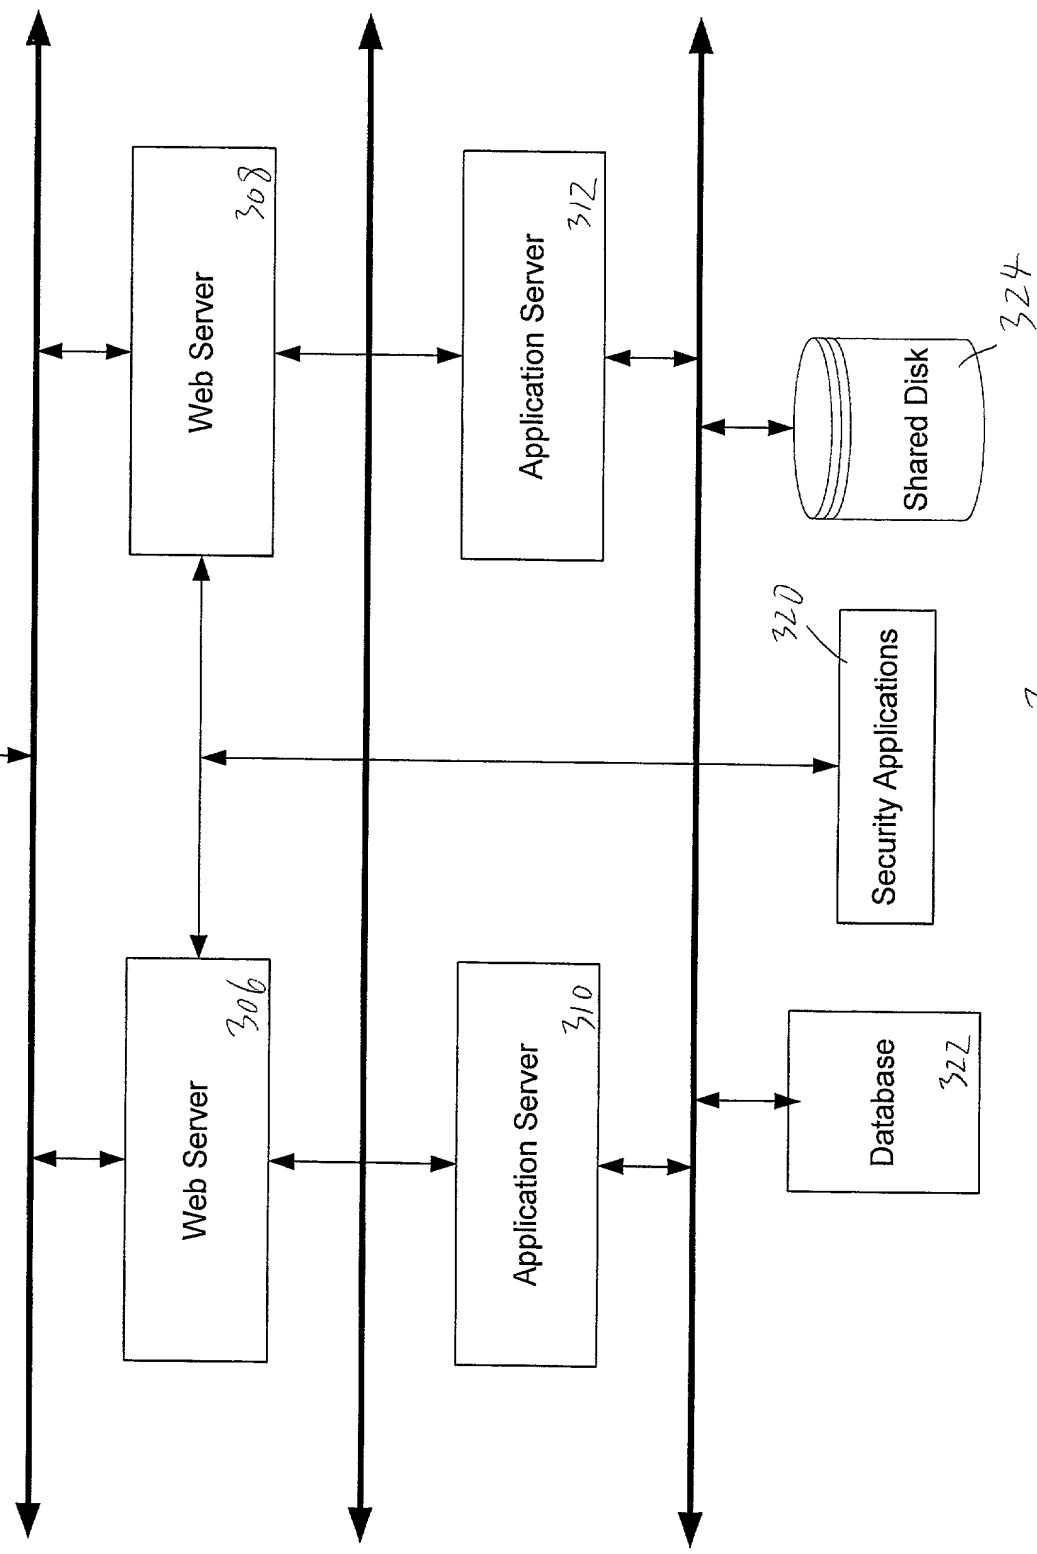 Web Server
306
Web Server
308
Application Server
310
Application Server
312
Database
322
Security Applications
320
Shared Disk
324